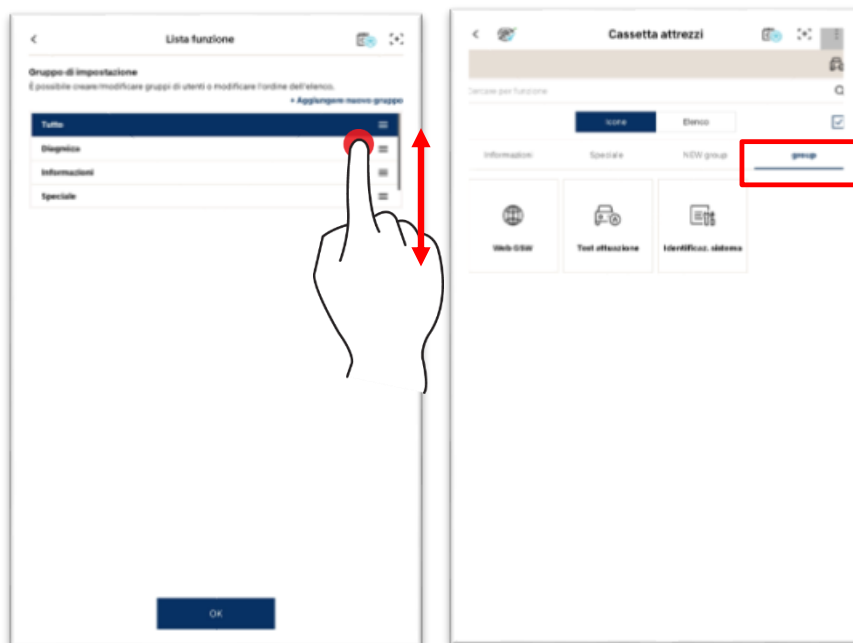 Lista funzione
Gruppo di impostazione
È possibile creare/modificare gruppi di utenti o modificare l'ordine dell'elenco.
+ Aggiungere nuovo gruppo
Tutto
Diagnosi
Informazioni
Speciale
OK
Cassetta attrezzi
Cercare per funzione
Icone Elenco
Informazioni Speciale NEW group group
Web GSW Test attuazione Identificaz. sistema